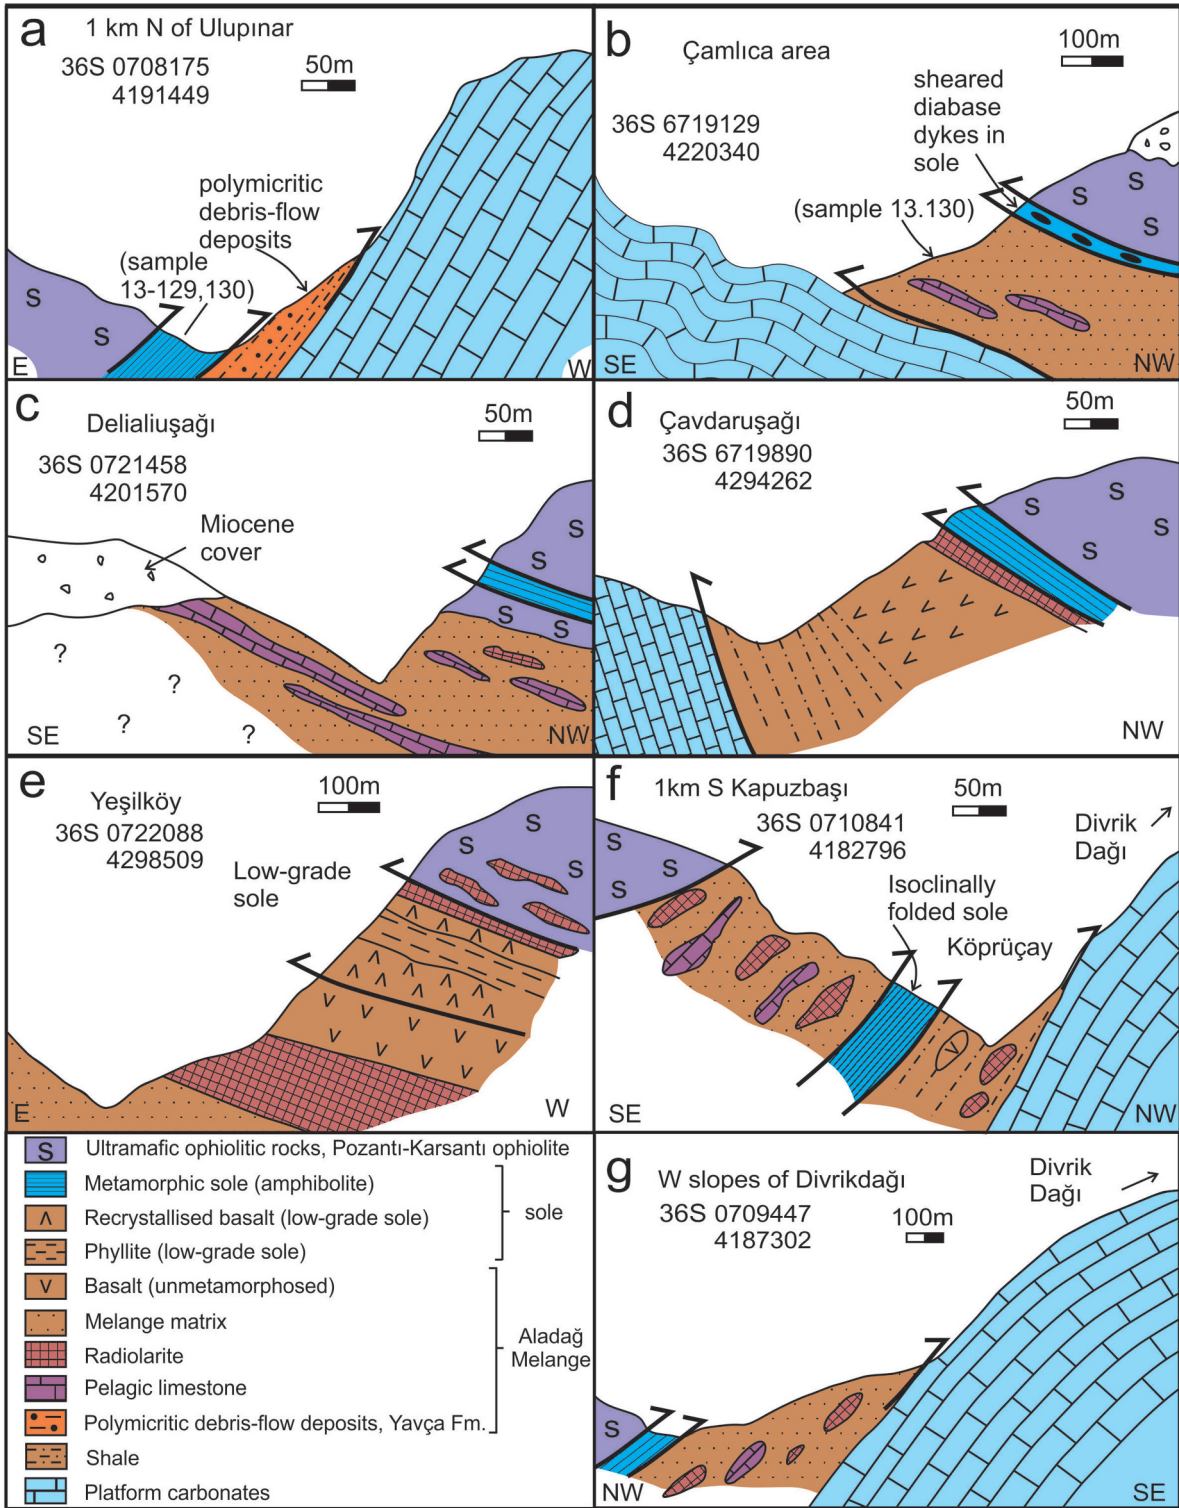 a
1 km N of Ulupınar
36S 0708175
4191449
50m
polymicritic
debris-flow
deposits
(sample
13-129,130)
S
S
S
E
W
b
Çamlıca area
100m
36S 6719129
4220340
sheared
diabase
dykes in
sole
(sample 13.130)
S
S
S
SE
NW
c
Delialiuşağı
50m
36S 0721458
4201570
Miocene
cover
S
S
S
S
?
?
?
?
SE
NW
d
Çavdaruşağı
50m
36S 6719890
4294262
S
S
S
NW
e
Yeşilköy
100m
36S 0722088
4298509
Low-grade
sole
S
S
S
S
E
W
f
1km S Kapuzbaşı
50m
36S 0710841
4182796
Divrik
Dağı
Isoclinally
folded sole
Köprüçay
S
S
S
SE
NW
S Ultramafic ophiolitic rocks, Pozantı-Karsantı ophiolite
Metamorphic sole (amphibolite)
Recrystallised basalt (low-grade sole)
sole
Phyllite (low-grade sole)
Basalt (unmetamorphosed)
Melange matrix
Radiolarite
Aladağ
Melange
Pelagic limestone
Polymicritic debris-flow deposits, Yavça Fm.
Shale
Platform carbonates
g
W slopes of Divrikdağı
36S 0709447
4187302
100m
Divrik
Dağı
S
NW
SE